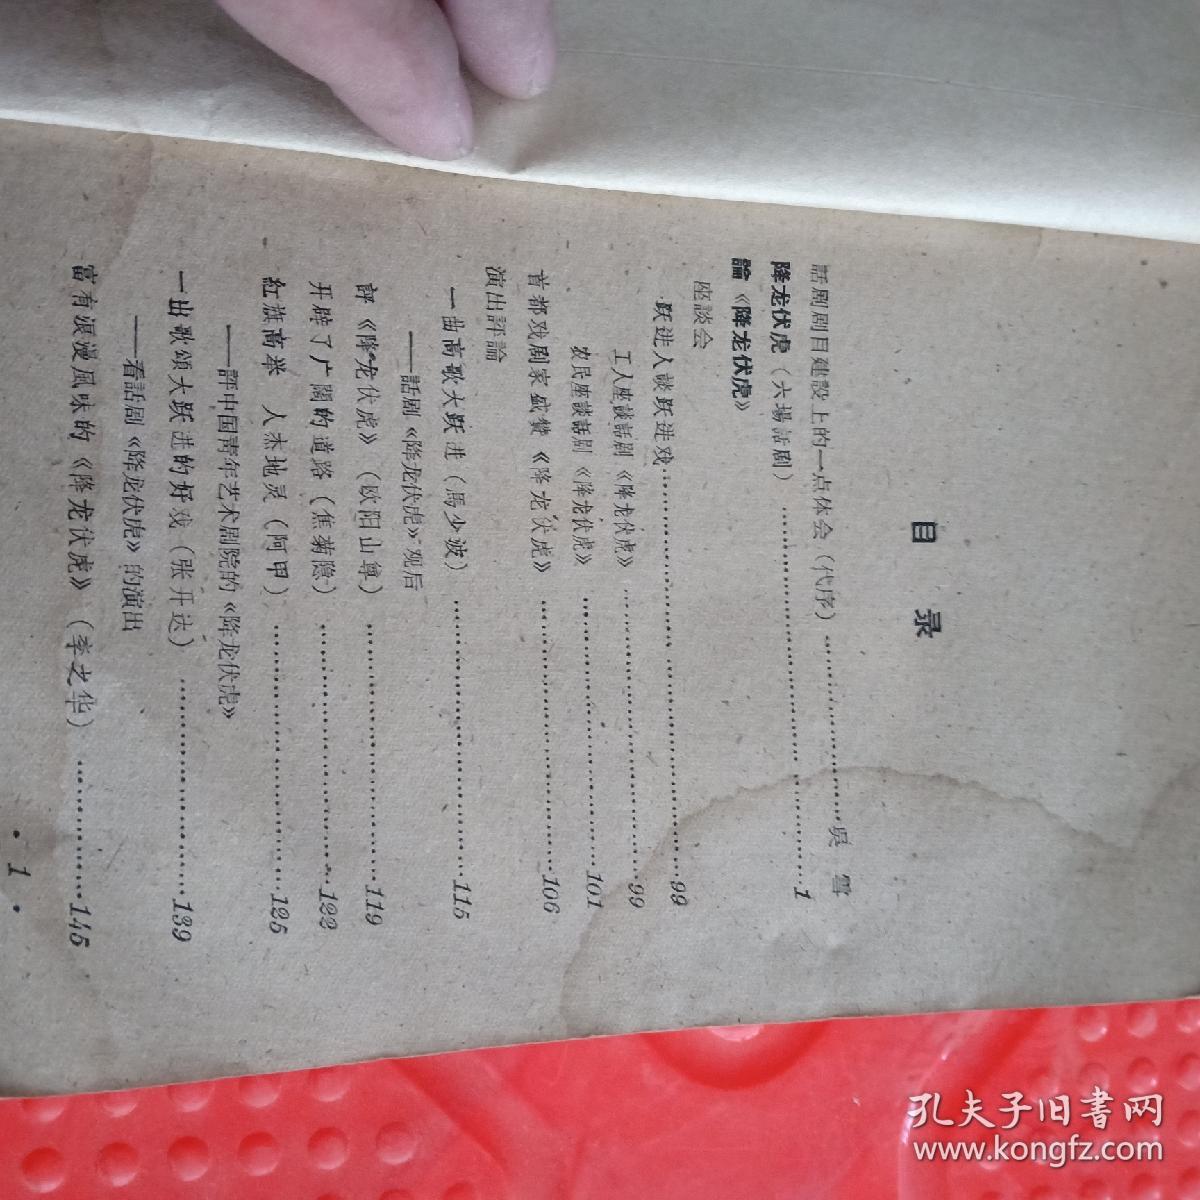 目 录
話剧剧目建設上的一点体会（代序）…………………吳 雪
降龙伏虎（六場話剧）…………………………………1
論《降龙伏虎》
座談会
跃进人談跃进戏……………………………………99
工人座談話剧《降龙伏虎》…………………………99
农民座談話剧《降龙伏虎》…………………………101
首都戏剧家盛贊《降龙伏虎》………………………106
演出評論
一曲高歌大跃进（馬少波）…………………………115
——話剧《降龙伏虎》观后
評《降龙伏虎》（欧阳山尊）…………………………119
开辟了广闊的道路（焦菊隐）………………………122
紅旗高举 人杰地灵（阿甲）…………………………125
——評中国青年艺术剧院的《降龙伏虎》
一出歌頌大跃进的好戏（张开达）…………………139
——看話剧《降龙伏虎》的演出
富有浪漫風味的《降龙伏虎》（李之华）……………145
· 1 ·
孔夫子旧書网
www.kongfz.com